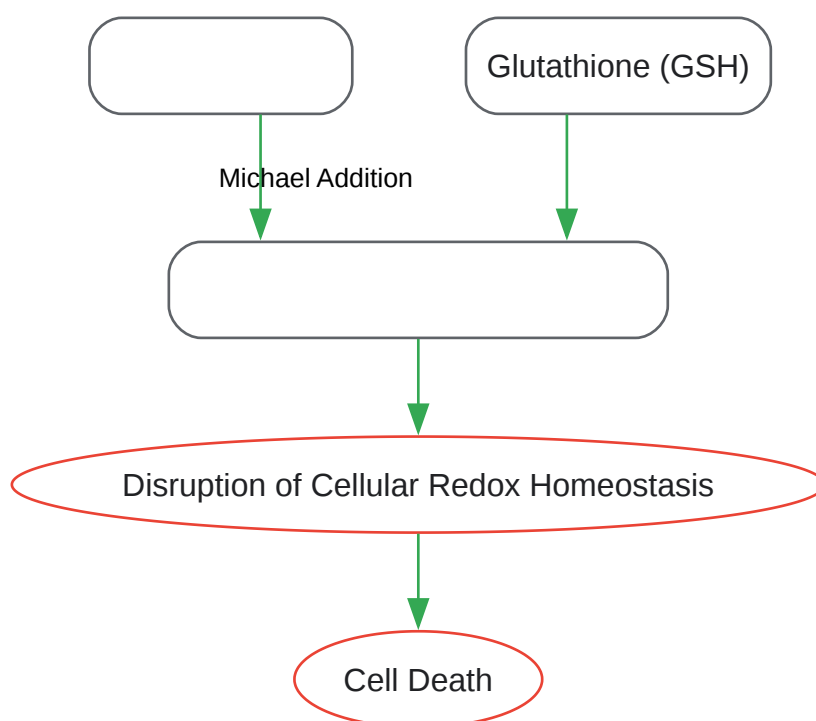 Glutathione (GSH)
Michael Addition
Disruption of Cellular Redox Homeostasis
Cell Death